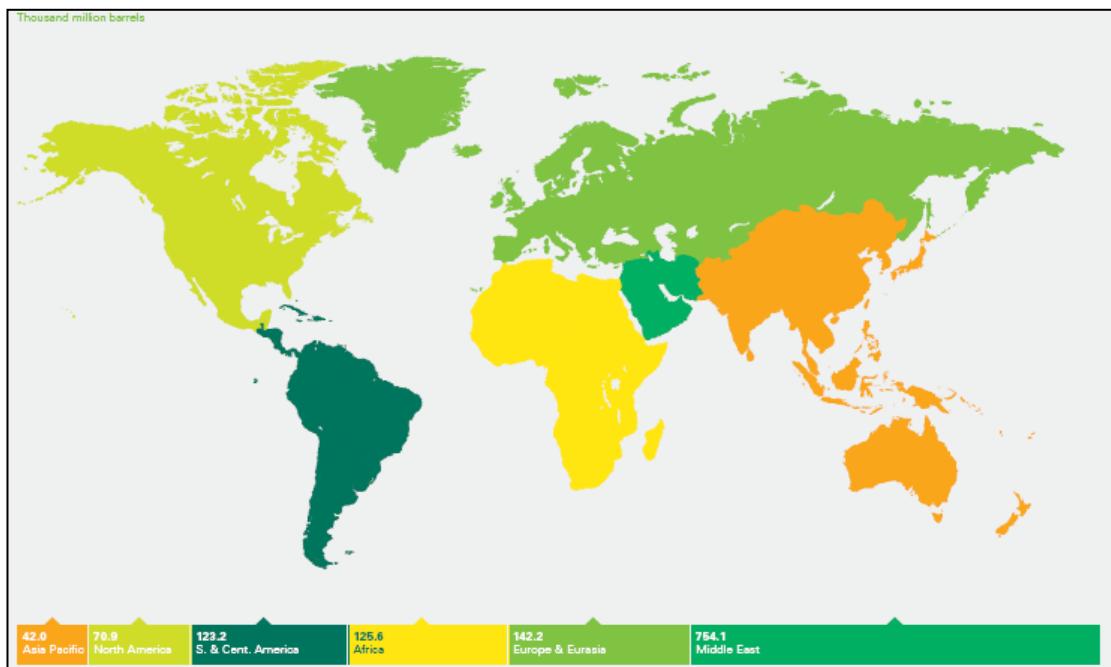 Thousand million barrels
42.0
Asia Pacific
70.9
North America
123.2
S. & Cent. America
125.6
Africa
142.2
Europe & Eurasia
754.1
Middle East